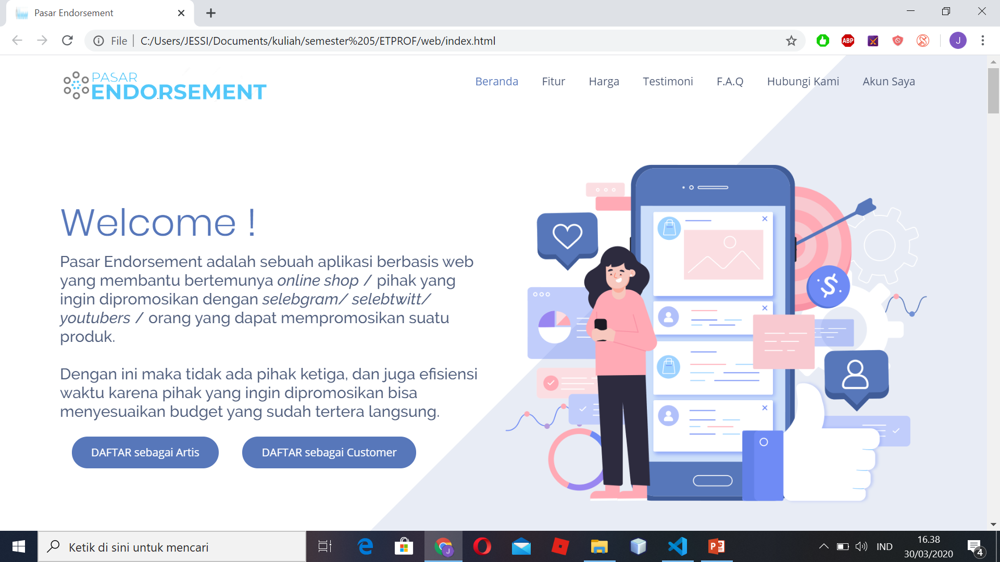 Pasar Endorsement
File
C:/Users/JESSI/Documents/kuliah/semester%205/ETPROF/web/index.html
ABP
J
PASAR
ENDORSEMENT
Beranda Fitur Harga Testimoni F.A.Q Hubungi Kami Akun Saya
Welcome !
Pasar Endorsement adalah sebuah aplikasi berbasis web
yang membantu bertemunya online shop / pihak yang
ingin dipromosikan dengan selebgram/ selebtwitt/
youtubers / orang yang dapat mempromosikan suatu
produk.
Dengan ini maka tidak ada pihak ketiga, dan juga efisiensi
waktu karena pihak yang ingin dipromosikan bisa
menyesuaikan budget yang sudah tertera langsung.
DAFTAR sebagai Artis
DAFTAR sebagai Customer
$
Ketik di sini untuk mencari
J
IND
16.38
30/03/2020
4